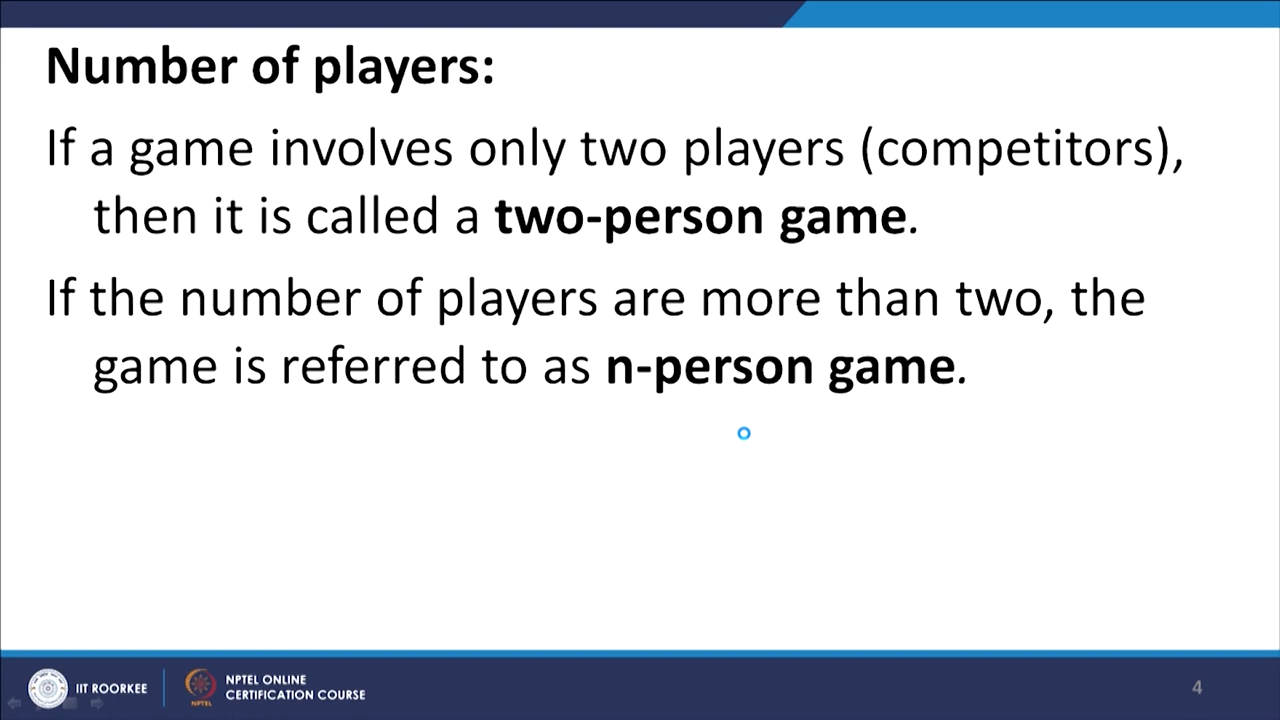 Number of players:
If a game involves only two players (competitors),
then it is called a two-person game.
If the number of players are more than two, the
game is referred to as n-person game.
IIT ROORKEE
NPTEL
NPTEL ONLINE
CERTIFICATION COURSE
4